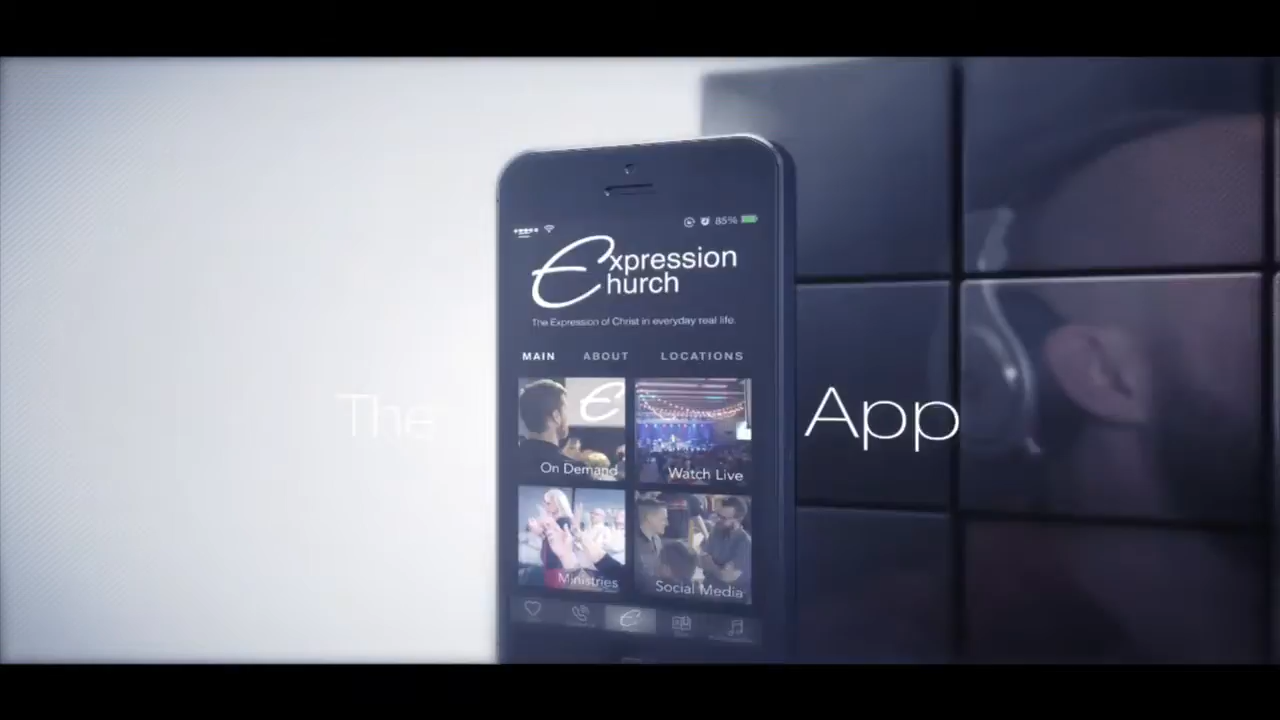 85%
Expression
Church
The Expression of Christ in everyday real life.
MAIN ABOUT LOCATIONS
The
App
On Demand
Watch Live
Ministries
Social Media